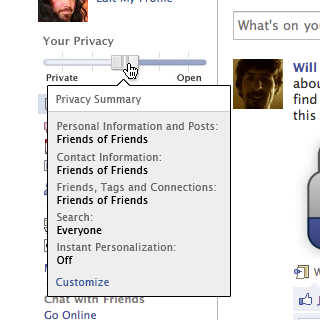 Edit My Profile
Your Privacy
Private
Open
Privacy Summary
Personal Information and Posts:
Friends of Friends
Contact Information:
Friends of Friends
Friends, Tags and Connections:
Friends of Friends
Search:
Everyone
Instant Personalization:
Off
Customize
Chat with Friends
Go Online
What's on yo
Will
abou
find
this
W
J